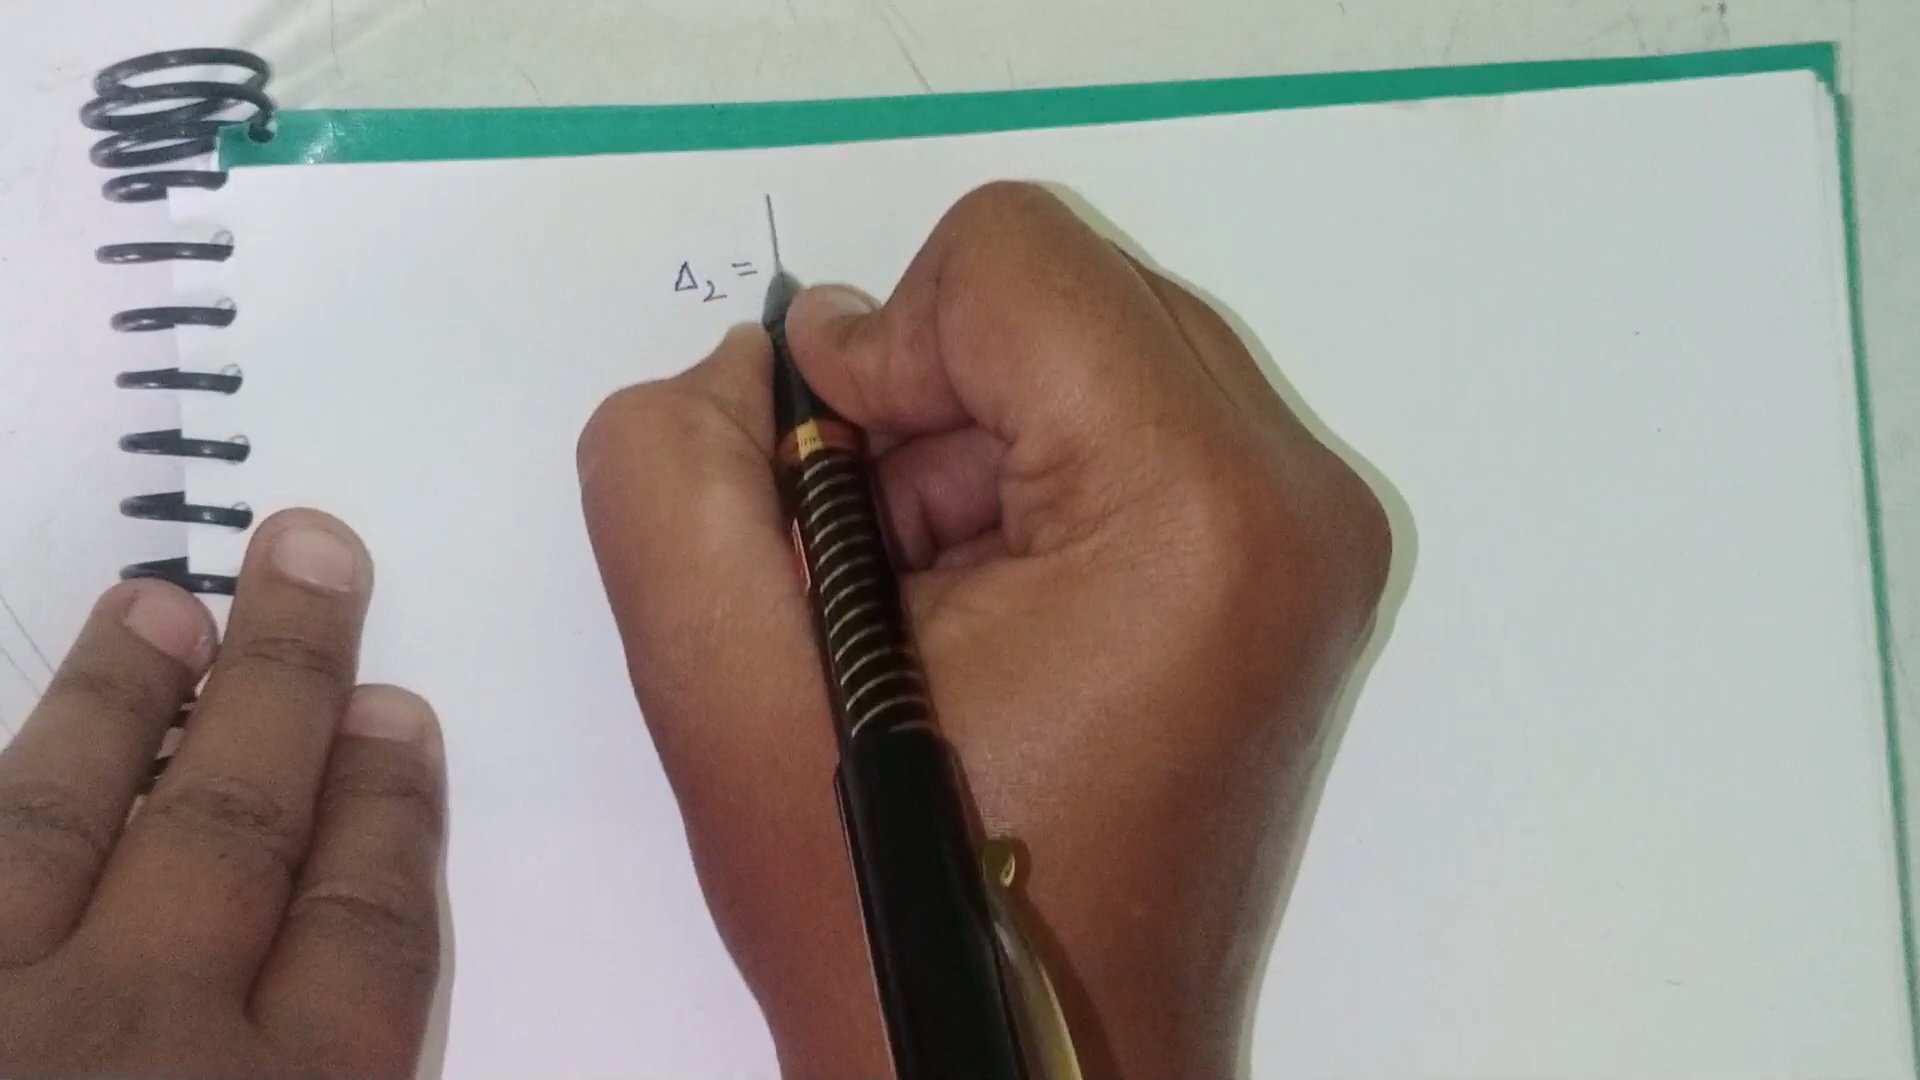 Δ₂ = |